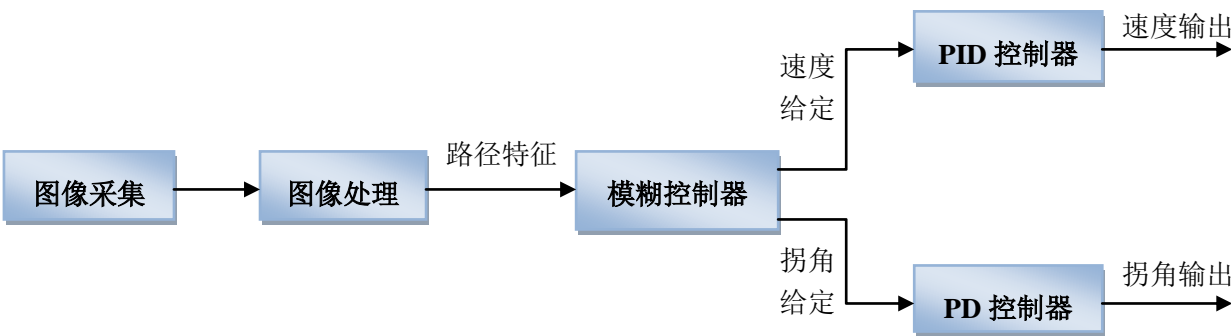 图像采集
图像处理
路径特征
模糊控制器
速度
给定
PID 控制器
速度输出
拐角
给定
PD 控制器
拐角输出